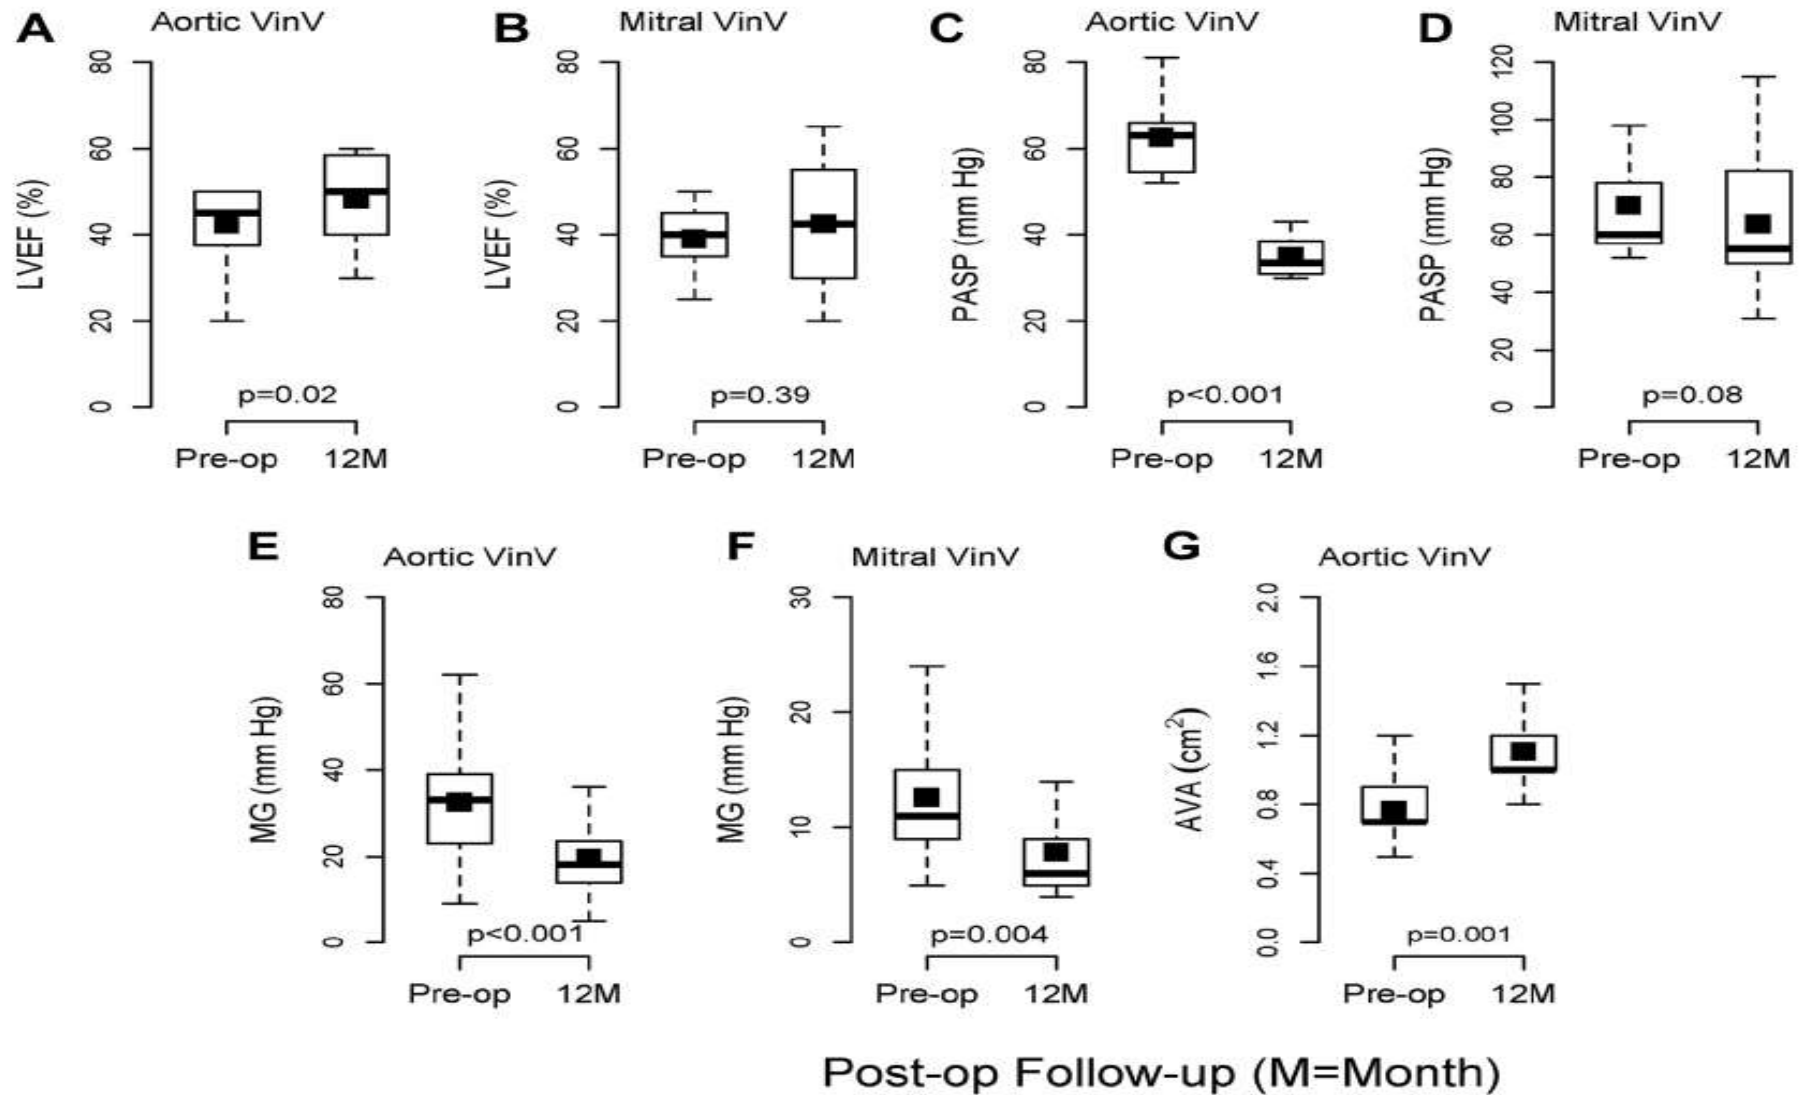 A Aortic VinV
LVEF (%)
80
60
40
20
0
p=0.02
Pre-op 12M
B Mitral VinV
LVEF (%)
80
60
40
20
0
p=0.39
Pre-op 12M
C Aortic VinV
PASP (mm Hg)
80
60
40
20
0
p<0.001
Pre-op 12M
D Mitral VinV
PASP (mm Hg)
120
100
80
60
40
20
0
p=0.08
Pre-op 12M
E Aortic VinV
MG (mm Hg)
80
60
40
20
0
p<0.001
Pre-op 12M
F Mitral VinV
MG (mm Hg)
30
20
10
0
p=0.004
Pre-op 12M
G Aortic VinV
AVA (cm²)
2.0
1.6
1.2
0.8
0.4
0.0
p=0.001
Pre-op 12M
Post-op Follow-up (M=Month)